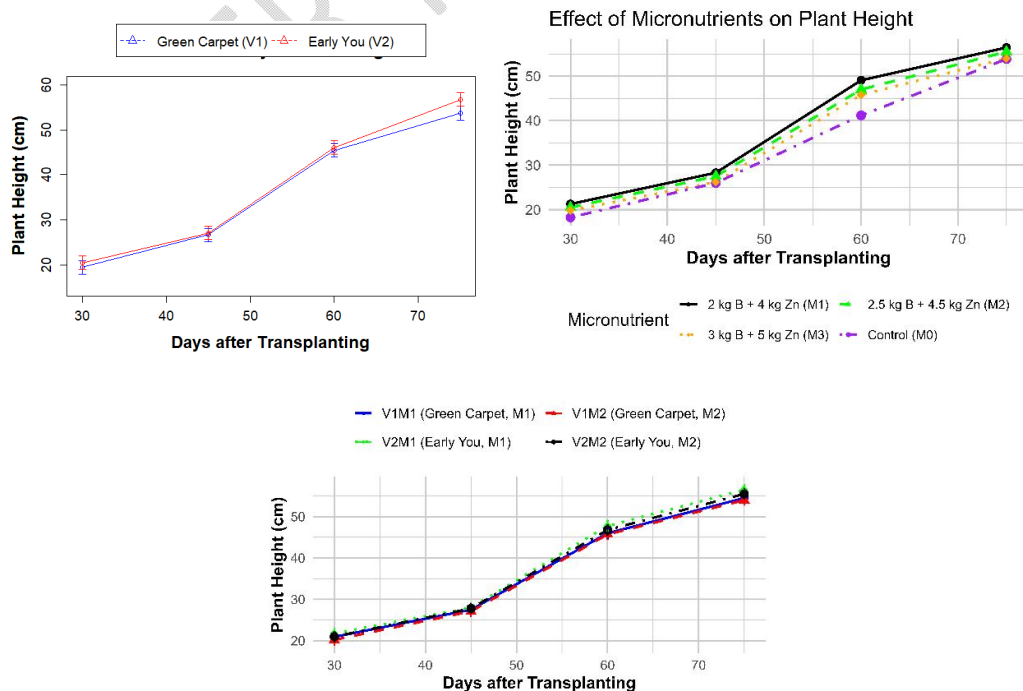 Green Carpet (V1) Early You (V2)
Plant Height (cm)
60
50
40
30
20
30 40 50 60 70
Days after Transplanting
Effect of Micronutrients on Plant Height
Plant Height (cm)
50
40
30
20
30 40 50 60 70
Days after Transplanting
Micronutrient
2 kg B + 4 kg Zn (M1) 2.5 kg B + 4.5 kg Zn (M2)
3 kg B + 5 kg Zn (M3) Control (M0)
V1M1 (Green Carpet, M1) V1M2 (Green Carpet, M2)
V2M1 (Early You, M1) V2M2 (Early You, M2)
Plant Height (cm)
50
40
30
20
30 40 50 60 70
Days after Transplanting